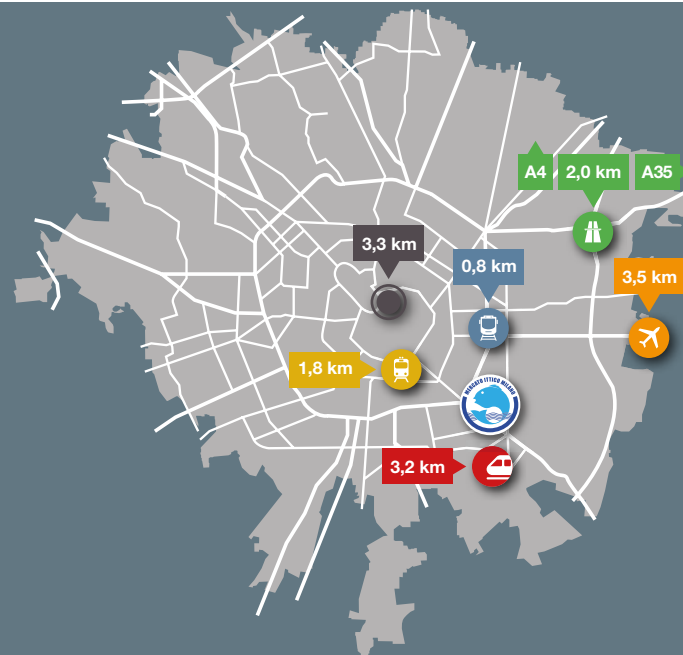 A4
2,0 km
A35
3,3 km
0,8 km
3,5 km
1,8 km
MERCATO ITTICO MILANO
3,2 km